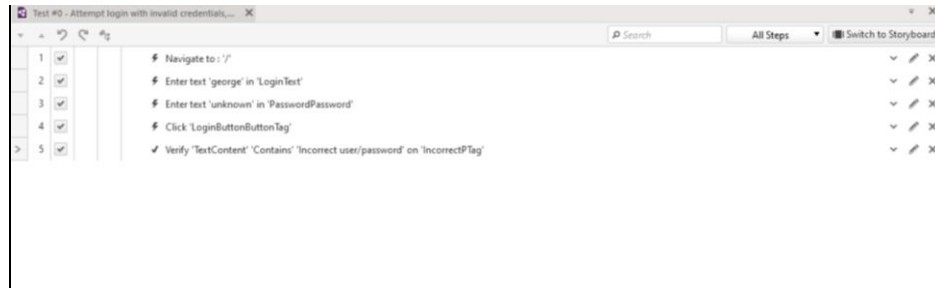 Test #0 - Attempt login with invalid credentials,...
Search
All Steps
Switch to Storyboard
1 Navigate to : '/'
2 Enter text 'george' in 'LoginText'
3 Enter text 'unknown' in 'PasswordPassword'
4 Click 'LoginButtonButtonTag'
5 Verify 'TextContent' 'Contains' 'Incorrect user/password' on 'IncorrectPTag'